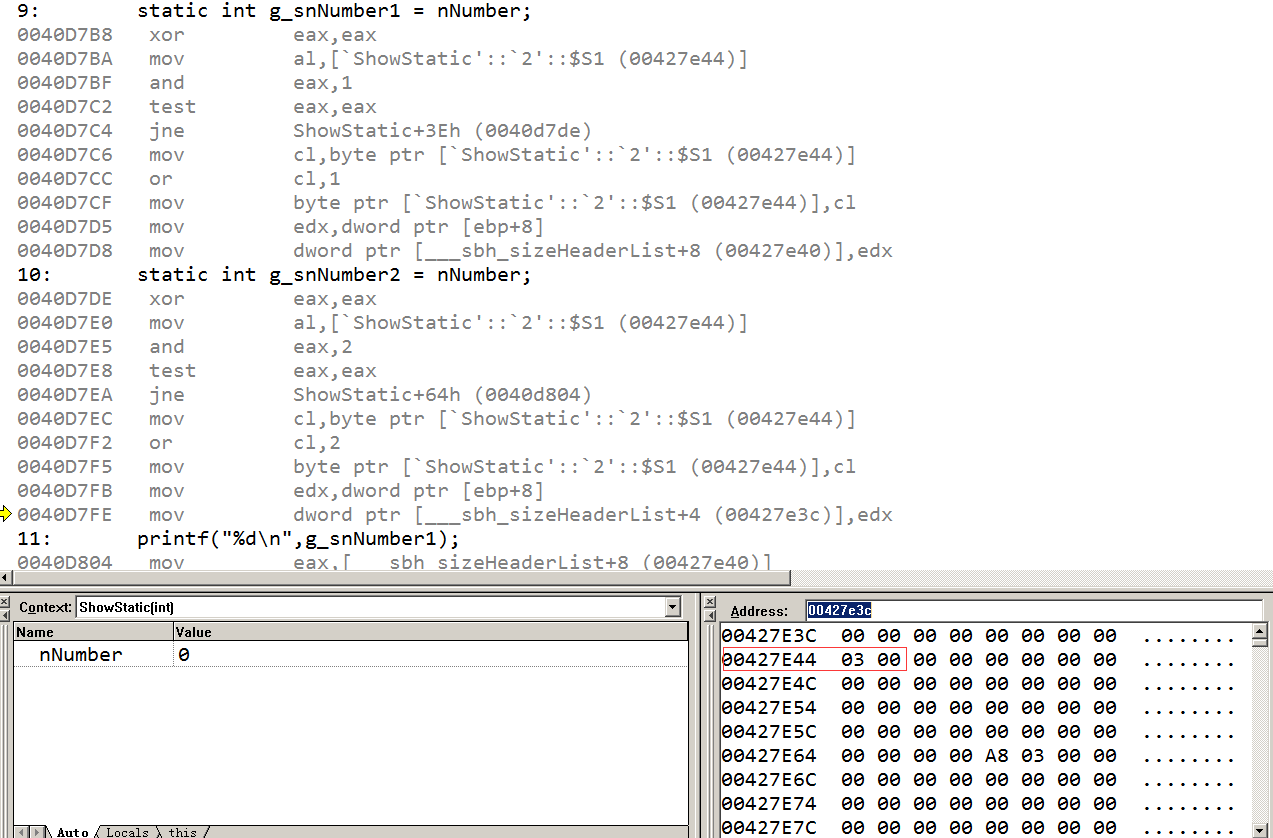 9: static int g_snNumber1 = nNumber;
0040D7B8 xor eax,eax
0040D7BA mov al,[`ShowStatic'::`2'::$S1 (00427e44)]
0040D7BF and eax,1
0040D7C2 test eax,eax
0040D7C4 jne ShowStatic+3Eh (0040d7de)
0040D7C6 mov cl,byte ptr [`ShowStatic'::`2'::$S1 (00427e44)]
0040D7CC or cl,1
0040D7CF mov byte ptr [`ShowStatic'::`2'::$S1 (00427e44)],cl
0040D7D5 mov edx,dword ptr [ebp+8]
0040D7D8 mov dword ptr [___sbh_sizeHeaderList+8 (00427e40)],edx
10: static int g_snNumber2 = nNumber;
0040D7DE xor eax,eax
0040D7E0 mov al,[`ShowStatic'::`2'::$S1 (00427e44)]
0040D7E5 and eax,2
0040D7E8 test eax,eax
0040D7EA jne ShowStatic+64h (0040d804)
0040D7EC mov cl,byte ptr [`ShowStatic'::`2'::$S1 (00427e44)]
0040D7F2 or cl,2
0040D7F5 mov byte ptr [`ShowStatic'::`2'::$S1 (00427e44)],cl
0040D7FB mov edx,dword ptr [ebp+8]
0040D7FE mov dword ptr [___sbh_sizeHeaderList+4 (00427e3c)],edx
11: printf("%d\n",g_snNumber1);
0040D804 mov eax,[___sbh_sizeHeaderList+8 (00427e40)]
Context: ShowStatic(int)
Name Value
nNumber 0
Auto Locals this
Address: 00427e3c
00427E3C 00 00 00 00 00 00 00 00 ........
00427E44 03 00 00 00 00 00 00 00 ........
00427E4C 00 00 00 00 00 00 00 00 ........
00427E54 00 00 00 00 00 00 00 00 ........
00427E5C 00 00 00 00 00 00 00 00 ........
00427E64 00 00 00 00 A8 03 00 00 ........
00427E6C 00 00 00 00 00 00 00 00 ........
00427E74 00 00 00 00 00 00 00 00 ........
00427E7C 00 00 00 00 00 00 00 00 ........